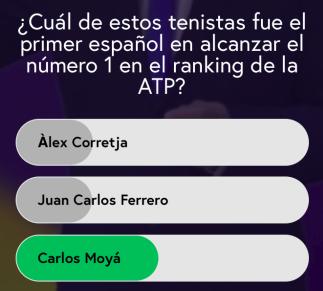 ¿Cuál de estos tenistas fue el
primer español en alcanzar el
número 1 en el ranking de la
ATP?
Àlex Corretja
Juan Carlos Ferrero
Carlos Moyá